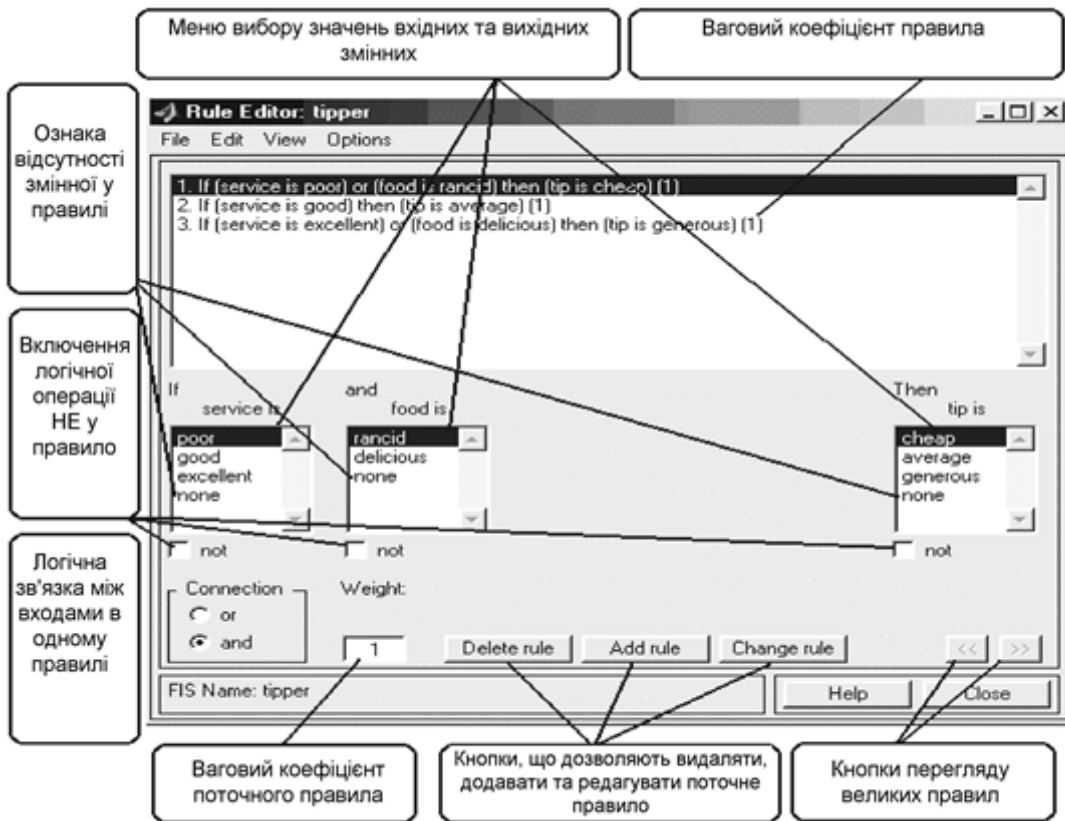 Меню вибору значень вхідних та вихідних
змінних
Ваговий коефіцієнт правила
Ознака
відсутності
змінної у
правилі
Включення
логічної
операції
НЕ у
правило
Логічна
зв'язка між
входами в
одному
правилі
Rule Editor: tipper
File Edit View Options
1. If (service is poor) or (food is rancid) then (tip is cheap) (1)
2. If (service is good) then (tip is average) (1)
3. If (service is excellent) or (food is delicious) then (tip is generous) (1)
If
service is
poor
good
excellent
none
not
and
food is
rancid
delicious
none
not
Then
tip is
cheap
average
generous
none
not
Connection
or
and
Weight:
1
Delete rule
Add rule
Change rule
<<
>>
FIS Name: tipper
Help
Close
Ваговий коефіцієнт
поточного правила
Кнопки, що дозволяють видаляти,
додавати та редагувати поточне
правило
Кнопки перегляду
великих правил